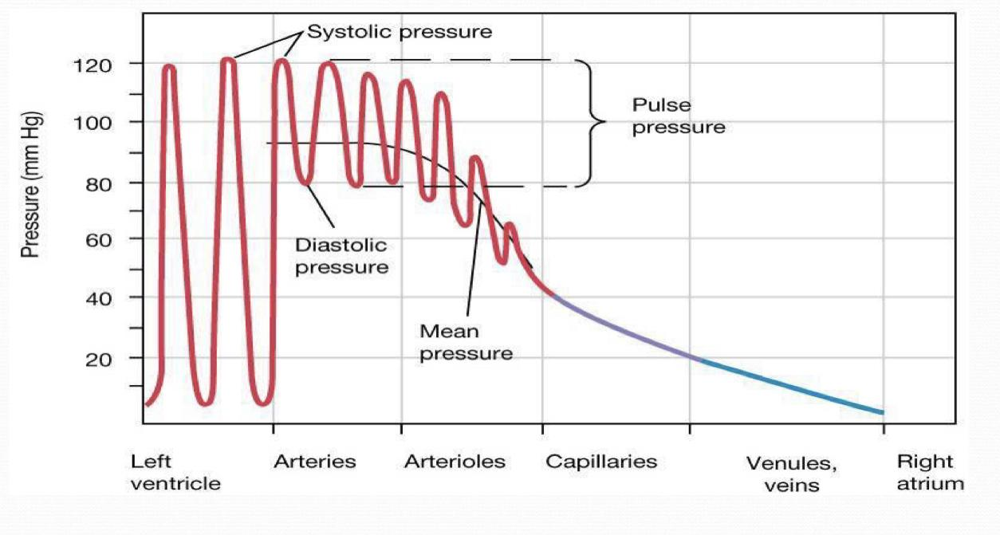 Systolic pressure
120
100
80
60
40
20
Pressure (mm Hg)
Pulse
pressure
Diastolic
pressure
Mean
pressure
Left
ventricle
Arteries
Arterioles
Capillaries
Venules,
veins
Right
atrium